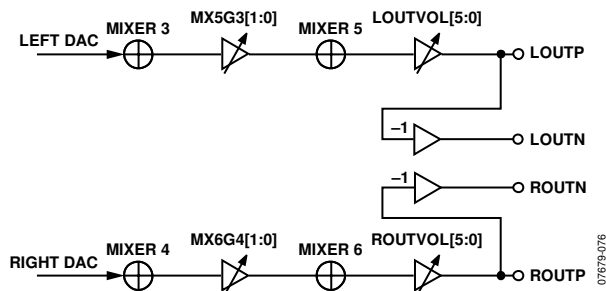 MIXER 3 MX5G3[1:0] MIXER 5 LOUTVOL[5:0]
LEFT DAC
LOUTP
–1
LOUTN
–1
ROUTN
MIXER 4 MX6G4[1:0] MIXER 6 ROUTVOL[5:0]
RIGHT DAC
ROUTP
07679-076